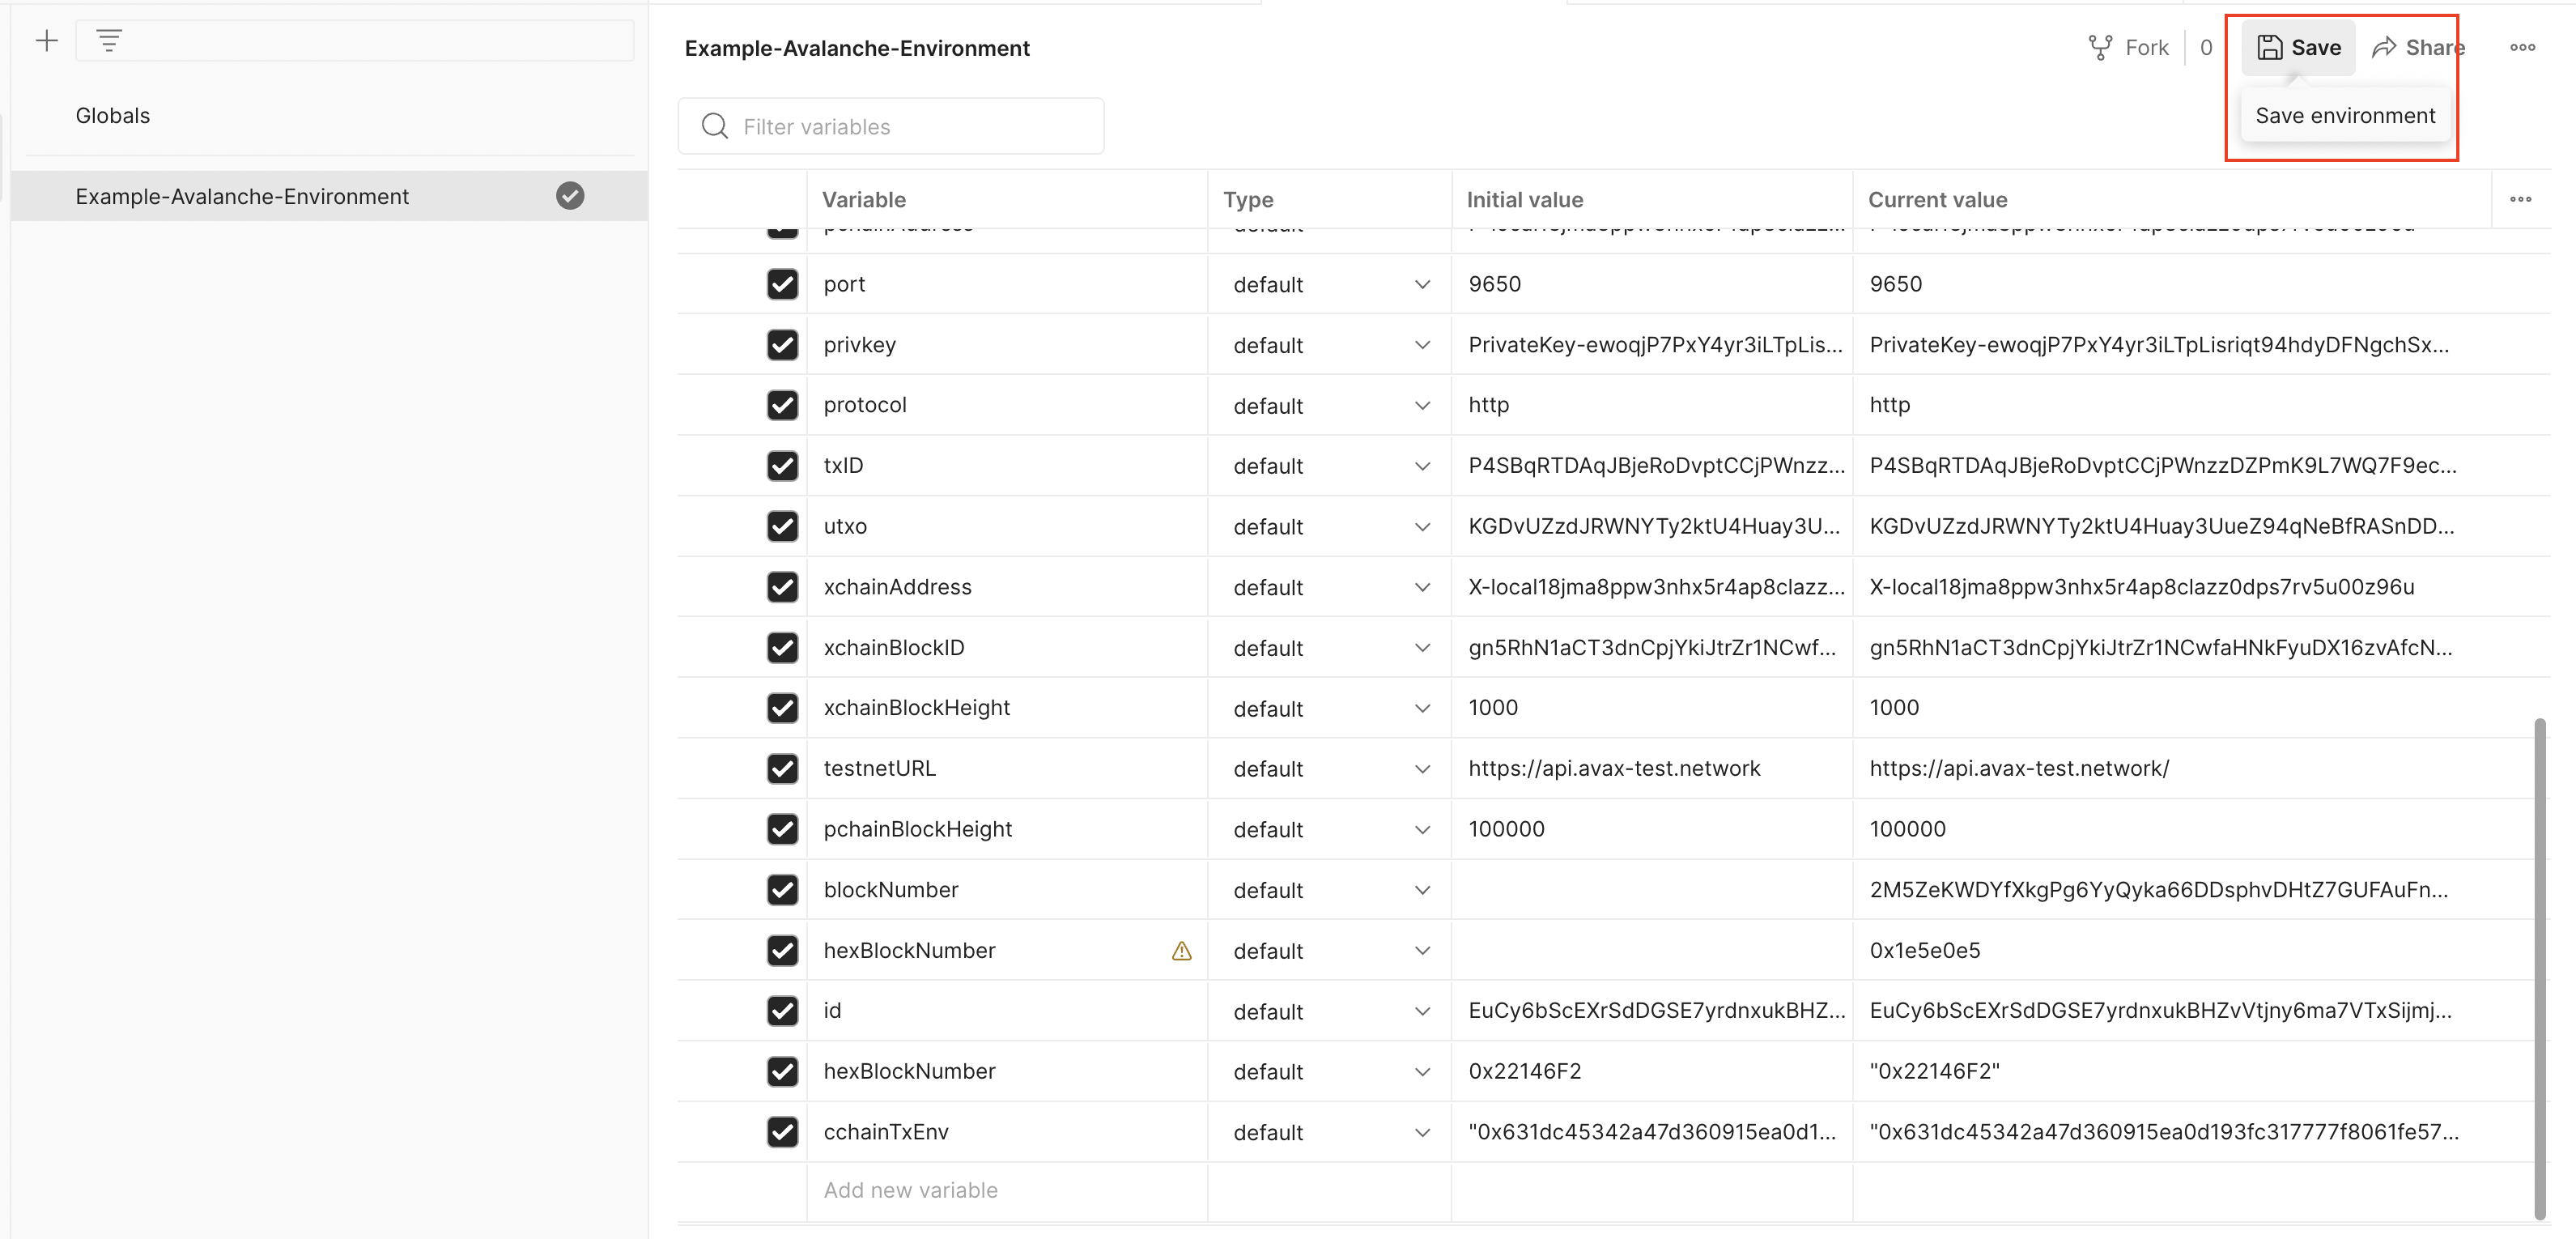 Example-Avalanche-Environment
Fork 0 Save Share
Save environment
Globals
Filter variables
Example-Avalanche-Environment
Variable Type Initial value Current value
port default 9650 9650
privkey default PrivateKey-ewoqjP7PxY4yr3iLTpLis... PrivateKey-ewoqjP7PxY4yr3iLTpLisriqt94hdyDFNgchSx...
protocol default http http
txID default P4SBqRTDAqJBjeRoDvptCCjPWnzz... P4SBqRTDAqJBjeRoDvptCCjPWnzzDZPmK9L7WQ7F9ec...
utxo default KGDvUZzdJRWNYTy2ktU4Huay3U... KGDvUZzdJRWNYTy2ktU4Huay3UueZ94qNeBfRASnDD...
xchainAddress default X-local18jma8ppw3nhx5r4ap8clazz... X-local18jma8ppw3nhx5r4ap8clazz0dps7rv5u00z96u
xchainBlockID default gn5RhN1aCT3dnCpjYkiJtrZr1NCwf... gn5RhN1aCT3dnCpjYkiJtrZr1NCwfaHNkFyuDX16zvAfcN...
xchainBlockHeight default 1000 1000
testnetURL default https://api.avax-test.network https://api.avax-test.network/
pchainBlockHeight default 100000 100000
blockNumber default 2M5ZeKWDYfXkgPg6YyQyka66DDsphvDHtZ7GUFAuFn...
hexBlockNumber default 0x1e5e0e5
id default EuCy6bScEXrSdDGSE7yrdnxukBHZ... EuCy6bScEXrSdDGSE7yrdnxukBHZvVtjny6ma7VTxSijmj...
hexBlockNumber default 0x22146F2 "0x22146F2"
cchainTxEnv default "0x631dc45342a47d360915ea0d1... "0x631dc45342a47d360915ea0d193fc317777f8061fe57...
Add new variable